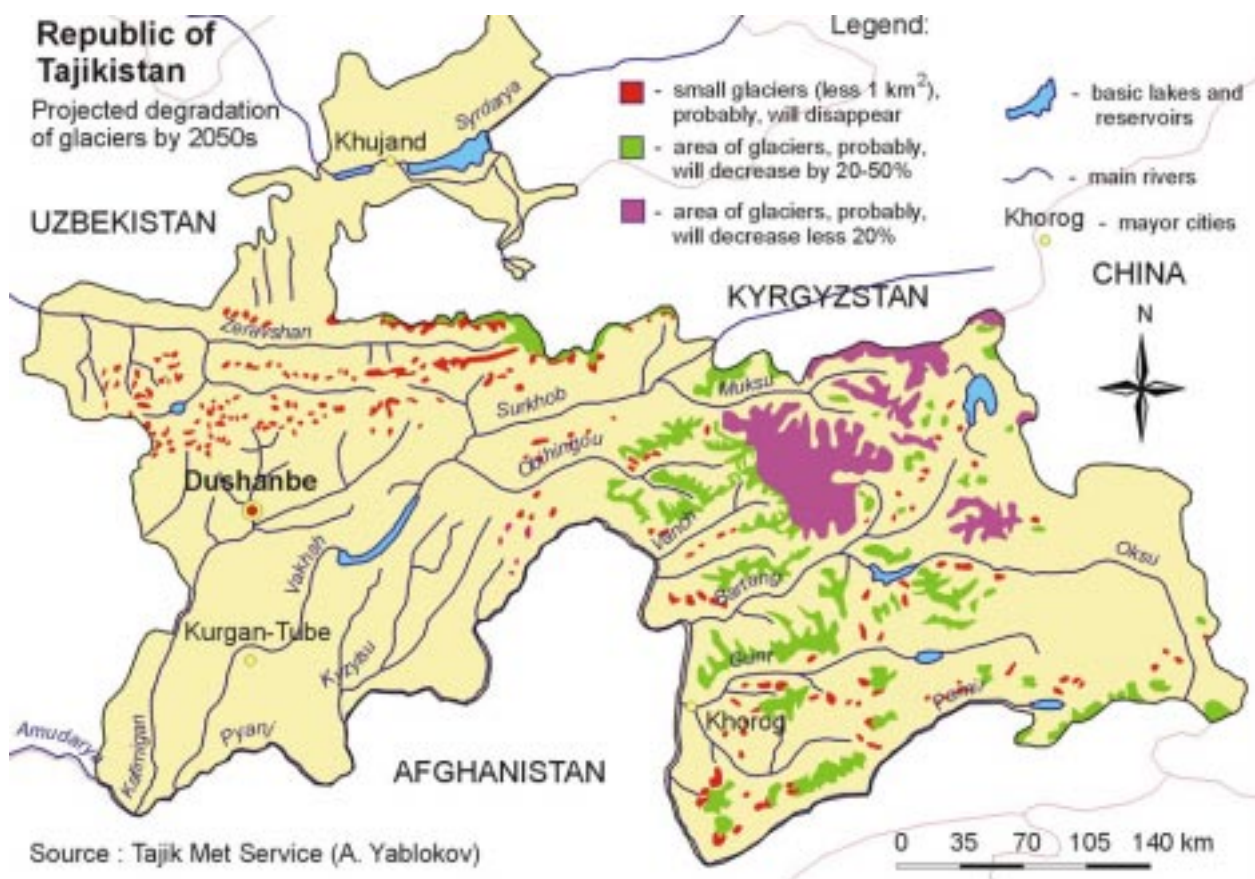 Republic of
Tajikistan
Projected degradation
of glaciers by 2050s
Legend:
- small glaciers (less 1 km²),
probably, will disappear
- area of glaciers, probably,
will decrease by 20-50%
- area of glaciers, probably,
will decrease less 20%
- basic lakes and
reservoirs
- main rivers
Khorog - mayor cities
Khujand
Syrdarya
UZBEKISTAN
KYRGYZSTAN
CHINA
N
Zeravshan
Surkhob
Muksu
Obihingou
Dushanbe
Vanch
Vakhsh
Bartang
Oksu
Kurgan-Tube
Kyzylsu
Gunt
Pamir
Khorog
Amudarya
Kafirnigan
Pyanj
AFGHANISTAN
Source : Tajik Met Service (A. Yablokov)
0 35 70 105 140 km